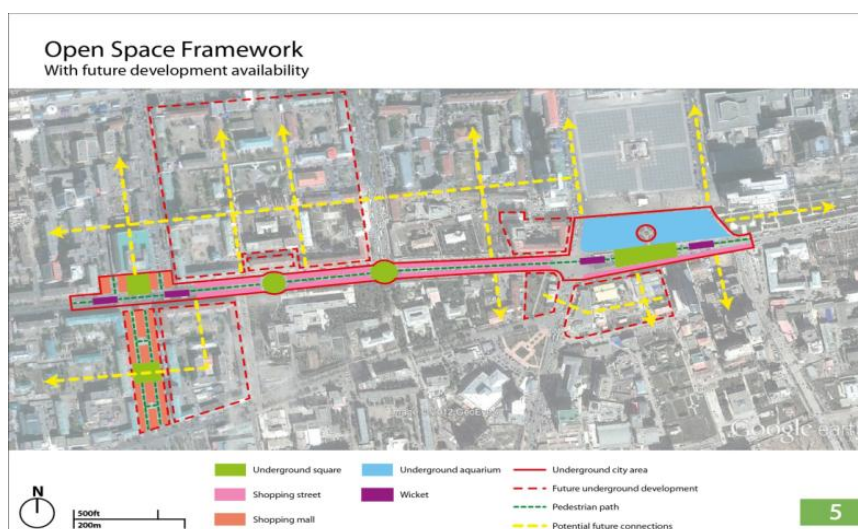 Open Space Framework
With future development availability
Google earth
N
500ft
200m
Underground square
Shopping street
Shopping mall
Underground aquarium
Wicket
Underground city area
Future underground development
Pedestrian path
Potential future connections
5